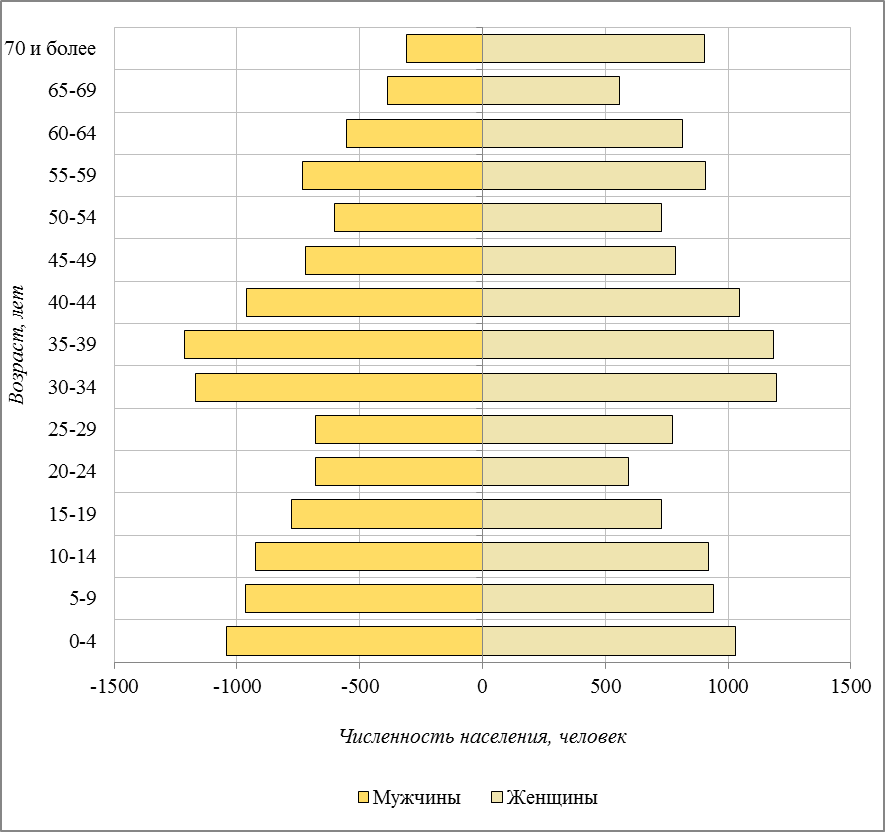 70 и более
65-69
60-64
55-59
50-54
45-49
40-44
35-39
30-34
25-29
20-24
15-19
10-14
5-9
0-4
Возраст, лет
-1500 -1000 -500 0 500 1000 1500
Численность населения, человек
Мужчины Женщины